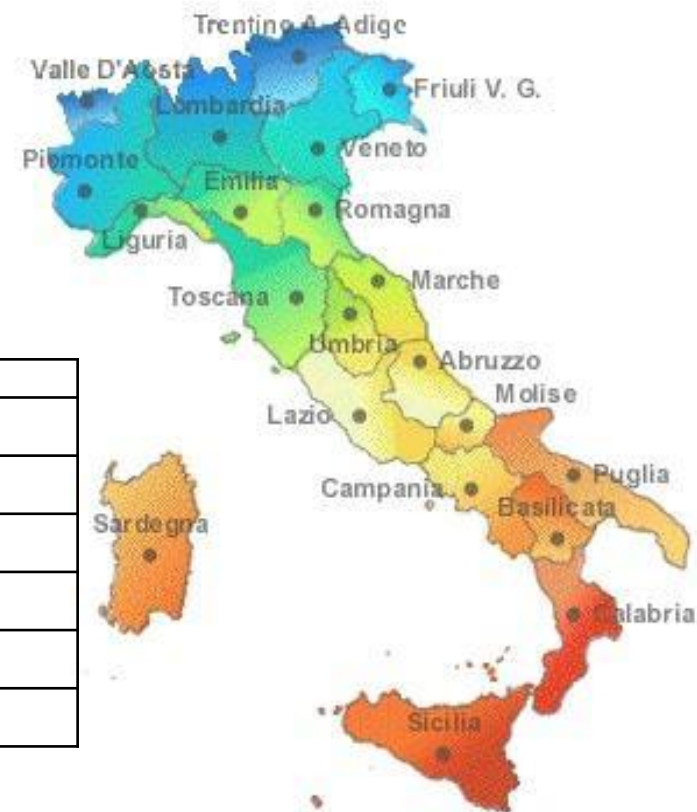 Trentino A. Adige
Valle D'Aosta
Friuli V. G.
Lombardia
Veneto
Piemonte
Emilia
Romagna
Liguria
Marche
Toscana
Umbria
Abruzzo
Molise
Lazio
Puglia
Campania
Basilicata
Sardegna
Calabria
Sicilia